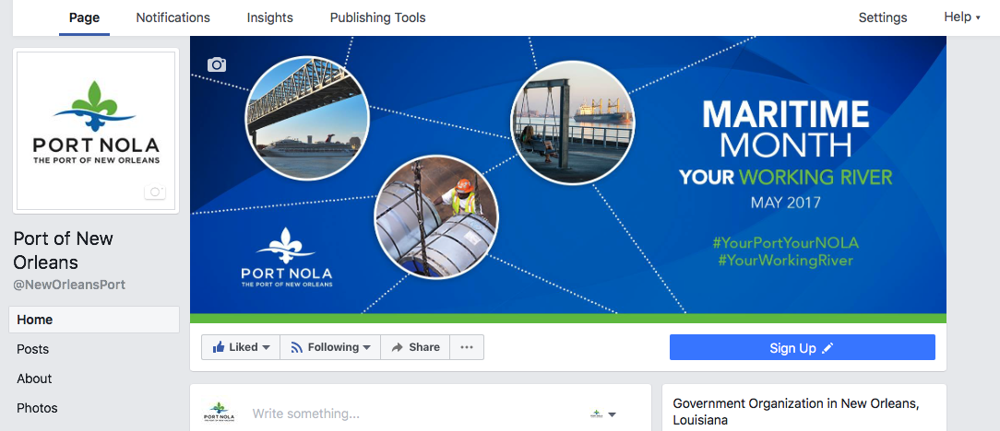 Page Notifications Insights Publishing Tools Settings Help
PORT NOLA
THE PORT OF NEW ORLEANS
Port of New
Orleans
@NewOrleansPort
Home
Posts
About
Photos
MARITIME
MONTH
YOUR WORKING RIVER
MAY 2017
#YourPortYourNOLA
#YourWorkingRiver
PORT NOLA
THE PORT OF NEW ORLEANS
Liked Following Share ... Sign Up
PORT NOLA
Write something...
Government Organization in New Orleans,
Louisiana